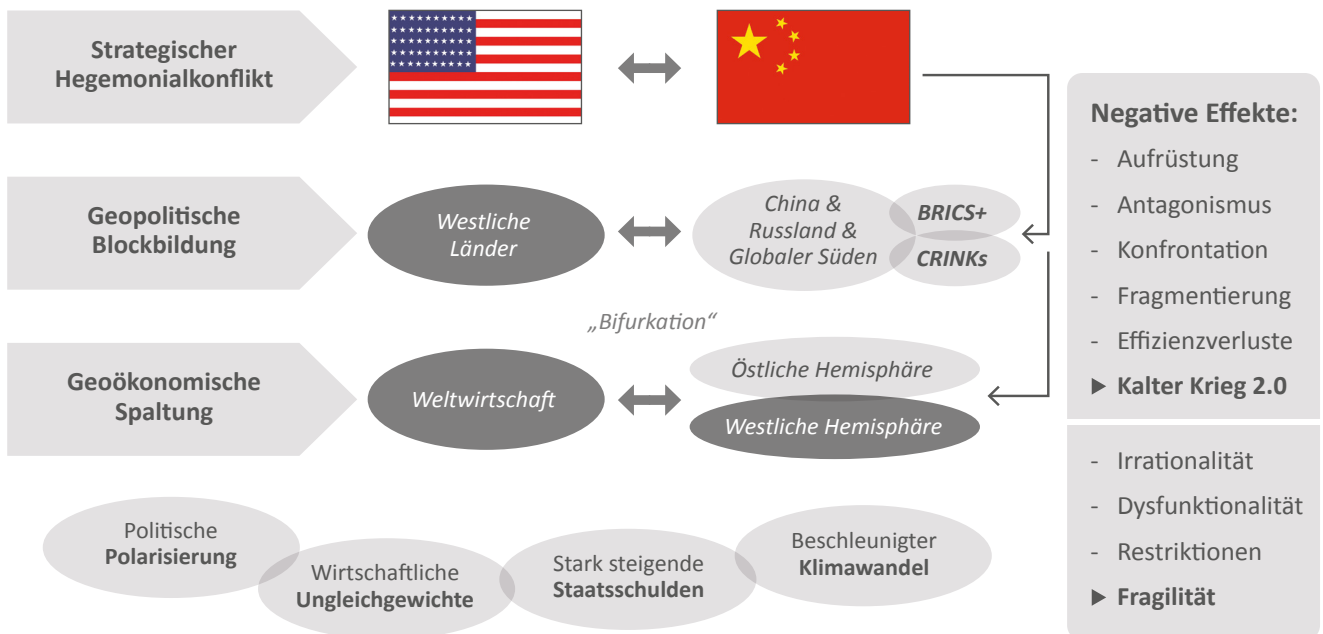 Strategischer
Hegemonialkonflikt
Geopolitische
Blockbildung
Westliche
Länder
China &
Russland &
Globaler Süden
BRICS+
CRINKs
„Bifurkation“
Geoökonomische
Spaltung
Weltwirtschaft
Östliche Hemisphäre
Westliche Hemisphäre
Politische
Polarisierung
Wirtschaftliche
Ungleichgewichte
Stark steigende
Staatsschulden
Beschleunigter
Klimawandel
Negative Effekte:
- Aufrüstung
- Antagonismus
- Konfrontation
- Fragmentierung
- Effizienzverluste
▶ Kalter Krieg 2.0
- Irrationalität
- Dysfunktionalität
- Restriktionen
▶ Fragilität